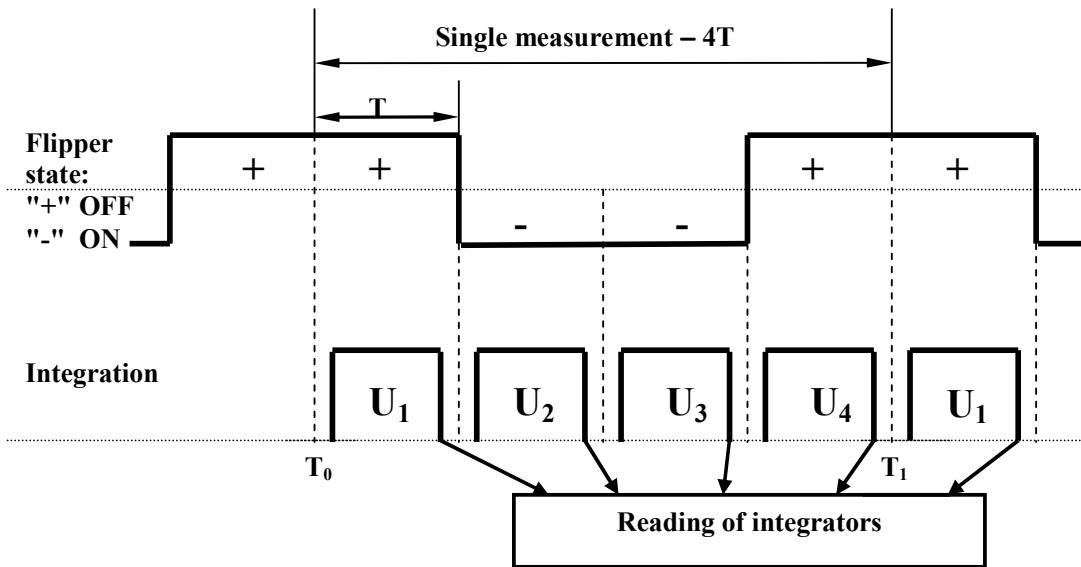 Single measurement – 4T
T
Flipper
state:
"+" OFF
"-" ON
+ + - - + +
Integration
U₁ U₂ U₃ U₄ U₁
T₀ T₁
Reading of integrators